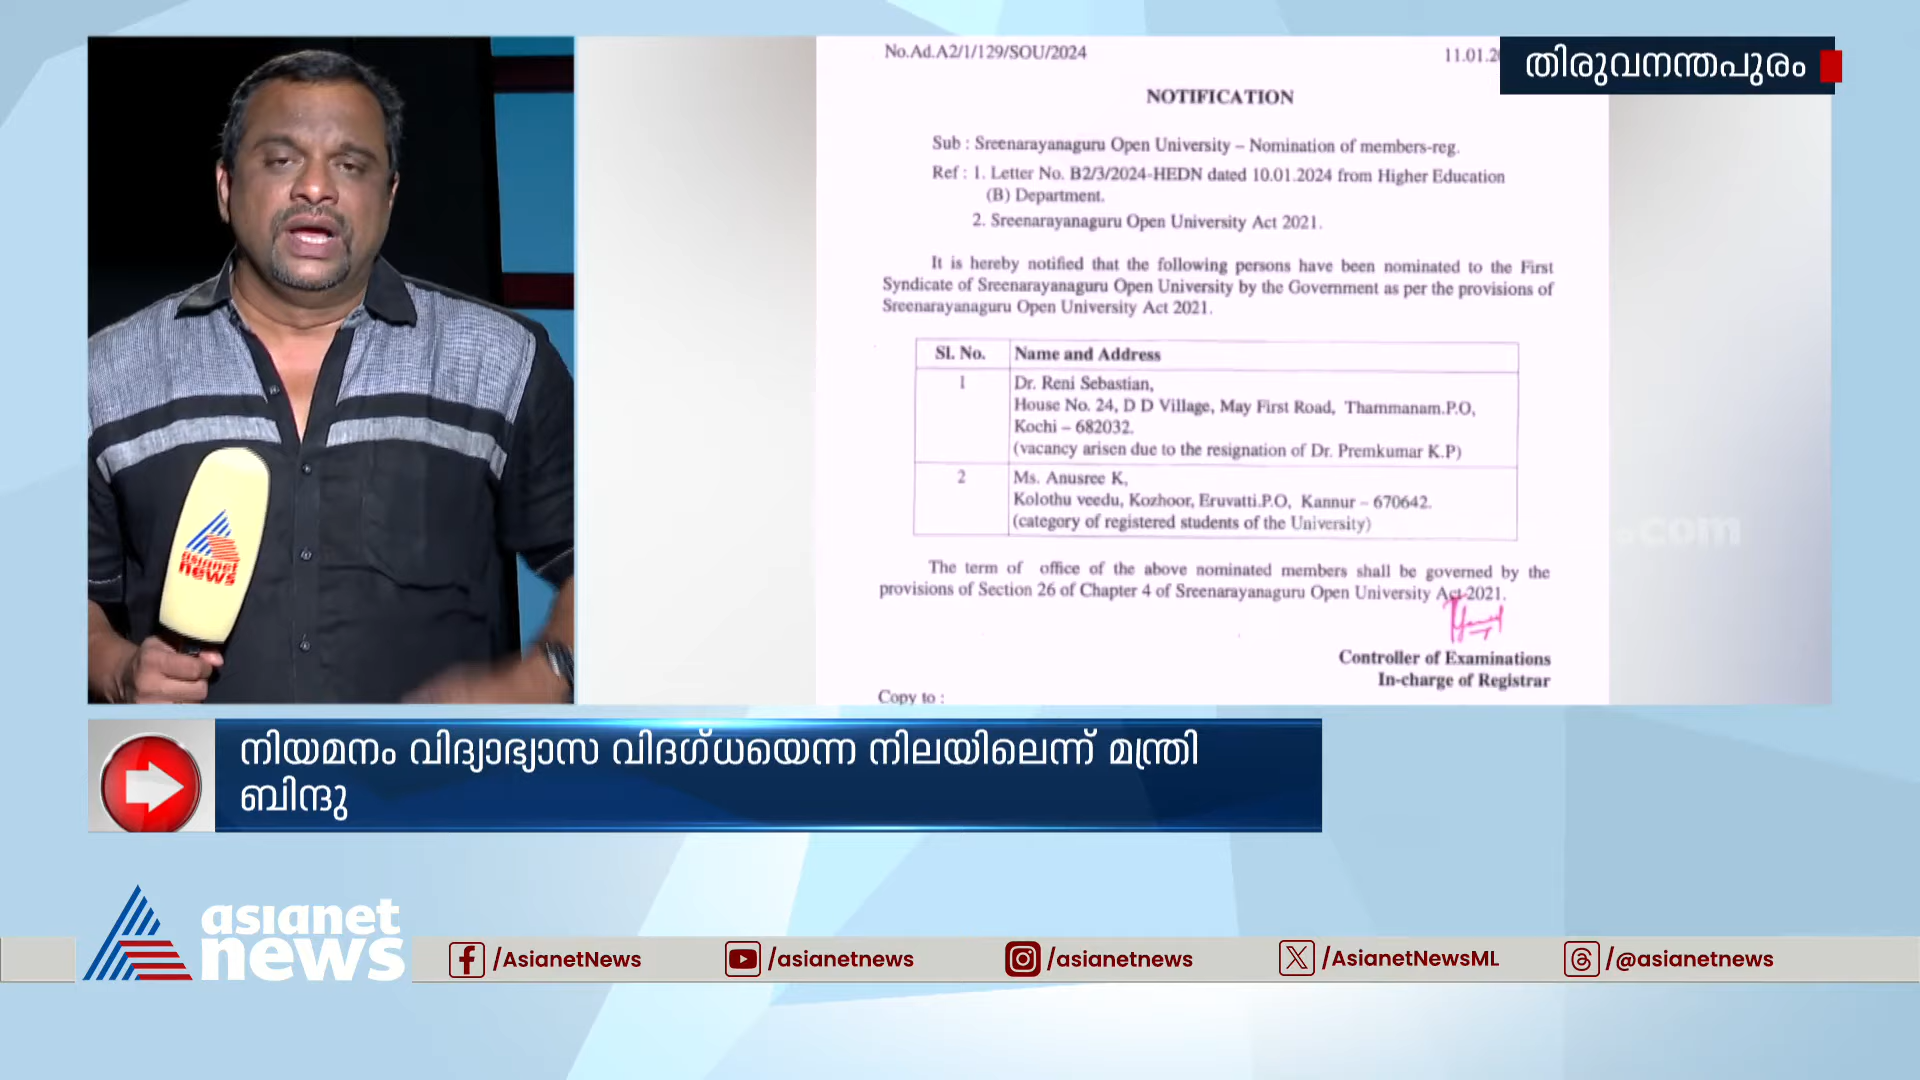 No.Ad.A2/1/129/SOU/2024
11.01.2
തിരുവനന്തപുരം
NOTIFICATION
Sub : Sreenarayanaguru Open University – Nomination of members-reg.
Ref : 1. Letter No. B2/3/2024-HEDN dated 10.01.2024 from Higher Education
(B) Department.
2. Sreenarayanaguru Open University Act 2021.
It is hereby notified that the following persons have been nominated to the First
Syndicate of Sreenarayanaguru Open University by the Government as per the provisions of
Sreenarayanaguru Open University Act 2021.
Sl. No. Name and Address
1 Dr. Reni Sebastian,
House No. 24, D D Village, May First Road, Thammanam.P.O,
Kochi – 682032.
(vacancy arisen due to the resignation of Dr. Premkumar K.P)
2 Ms. Anusree K,
Kolothu veedu, Kozhoor, Eruvatti.P.O, Kannur – 670642.
(category of registered students of the University)
.com
The term of office of the above nominated members shall be governed by the
provisions of Section 26 of Chapter 4 of Sreenarayanaguru Open University Act 2021.
Controller of Examinations
In-charge of Registrar
Copy to :
asianet
news
നിയമനം വിദ്യാഭ്യാസ വിദഗ്ധയെന്ന നിലയിലെന്ന് മന്ത്രി
ബിന്ദു
asianet
news
/AsianetNews
/asianetnews
/asianetnews
/AsianetNewsML
/@asianetnews